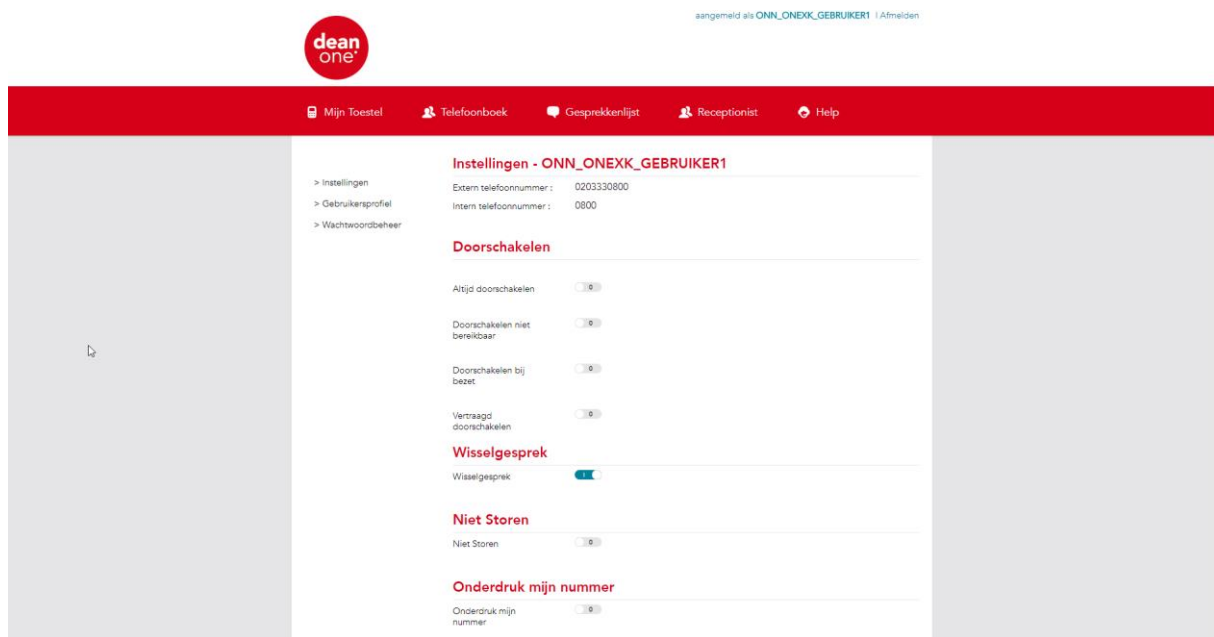 aangemeld als ONN_ONEXK_GEBRUIKER1 | Afmelden
dean
one
Mijn Toestel Telefoonboek Gesprekkenlijst Receptionist Help
Instellingen - ONN_ONEXK_GEBRUIKER1
> Instellingen
> Gebruikersprofiel
> Wachtwoordbeheer
Extern telefoonnummer : 0203330800
Intern telefoonnummer : 0800
Doorschakelen
Altijd doorschakelen 0
Doorschakelen niet 0
bereikbaar
Doorschakelen bij 0
bezet
Vertraagd 0
doorschakelen
Wisselgesprek
Wisselgesprek I
Niet Storen
Niet Storen 0
Onderdruk mijn nummer
Onderdruk mijn 0
nummer